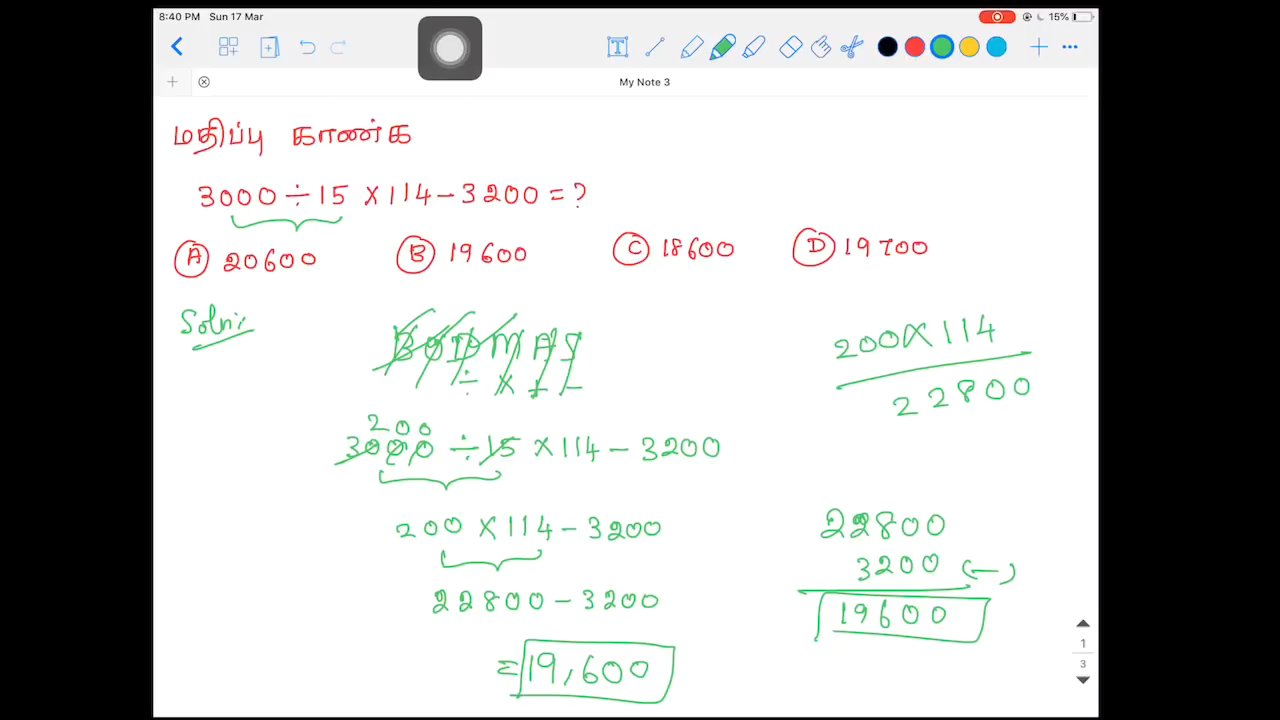 8:40 PM Sun 17 Mar
15%
My Note 3
மதிப்பு காண்க
3000 ÷ 15 × 114 - 3200 = ?
A 20600 B 19600 C 18600 D 19700
Soln:
BODMAS
÷ × + -
200 × 114
22800
200
3000 ÷ 15 × 114 - 3200
200 × 114 - 3200
22800 - 3200
= 19,600
22800
3200 (-)
19600
1
3